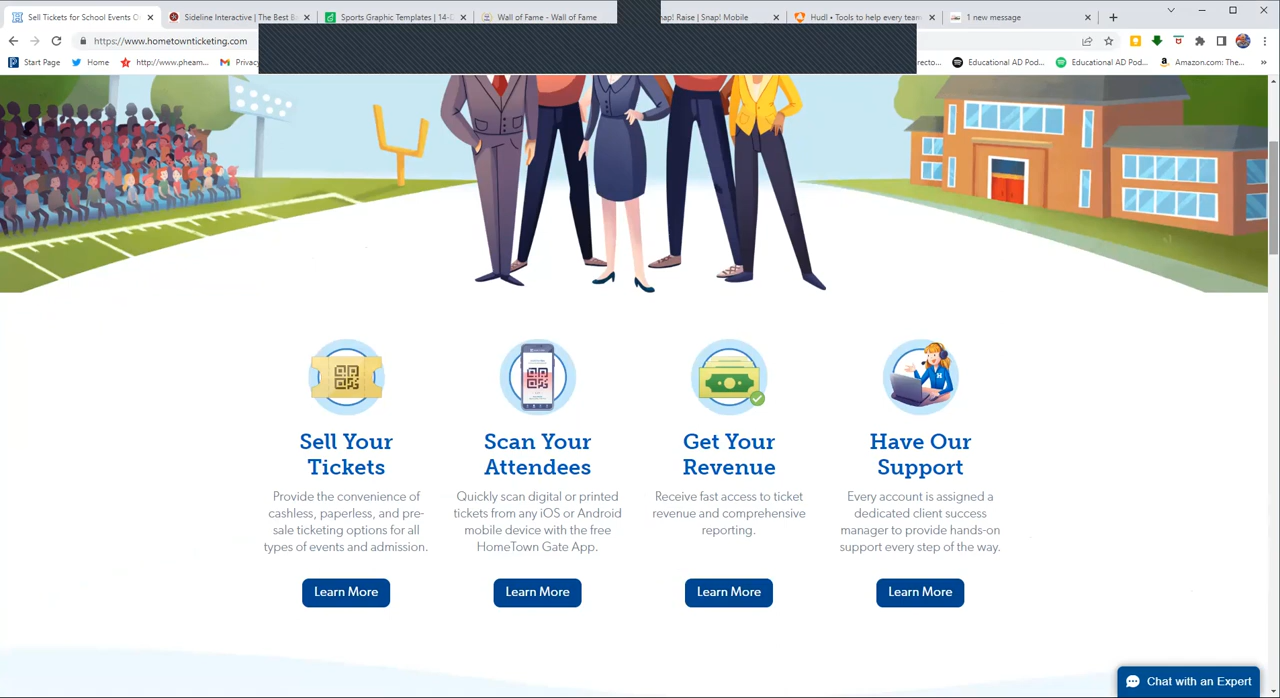 Sell Tickets for School Events O
Sideline Interactive | The Best B
Sports Graphic Templates | 14-D
Wall of Fame - Wall of Fame
nap! Raise | Snap! Mobile
Hudl • Tools to help every team
1 new message
https://www.hometownticketing.com
Start Page
Home
http://www.pheam...
Privacy
recto...
Educational AD Pod...
Educational AD Pod...
Amazon.com: The...
Sell Your
Tickets
Provide the convenience of
cashless, paperless, and pre-
sale ticketing options for all
types of events and admission.
Learn More
Scan Your
Attendees
Quickly scan digital or printed
tickets from any iOS or Android
mobile device with the free
HomeTown Gate App.
Learn More
Get Your
Revenue
Receive fast access to ticket
revenue and comprehensive
reporting.
Learn More
Have Our
Support
Every account is assigned a
dedicated client success
manager to provide hands-on
support every step of the way.
Learn More
Chat with an Expert